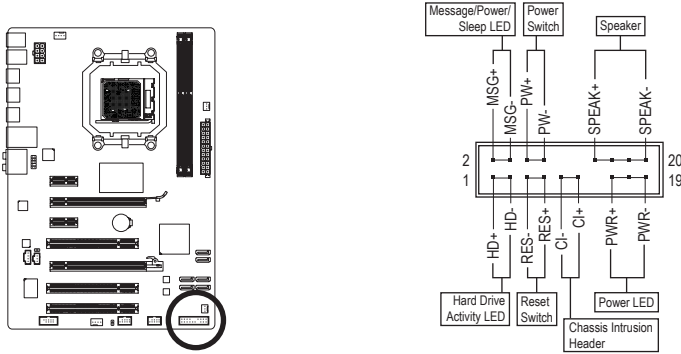 Message/Power/
Sleep LED
Power
Switch
Speaker
MSG+
MSG-
PW+
PW-
SPEAK+
SPEAK-
2
20
1
19
HD+
HD-
RES-
RES+
CI-
CI+
PWR+
PWR-
Hard Drive
Activity LED
Reset
Switch
Power LED
Chassis Intrusion
Header